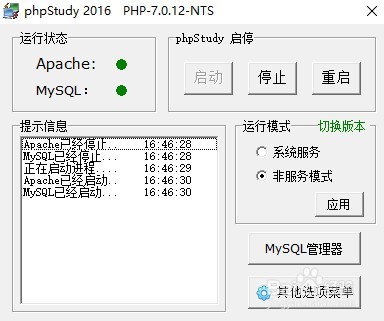 phpStudy 2016 PHP-7.0.12-NTS
运行状态
Apache:
MySQL:
phpStudy 启停
启动 停止 重启
提示信息
Apache已经停止.. 16:46:28
MySQL已经停止... 16:46:28
正在启动进程... 16:46:29
Apache已经启动.. 16:46:30
MySQL已经启动... 16:46:30
运行模式 切换版本
系统服务
非服务模式
应用
MySQL管理器
其他选项菜单